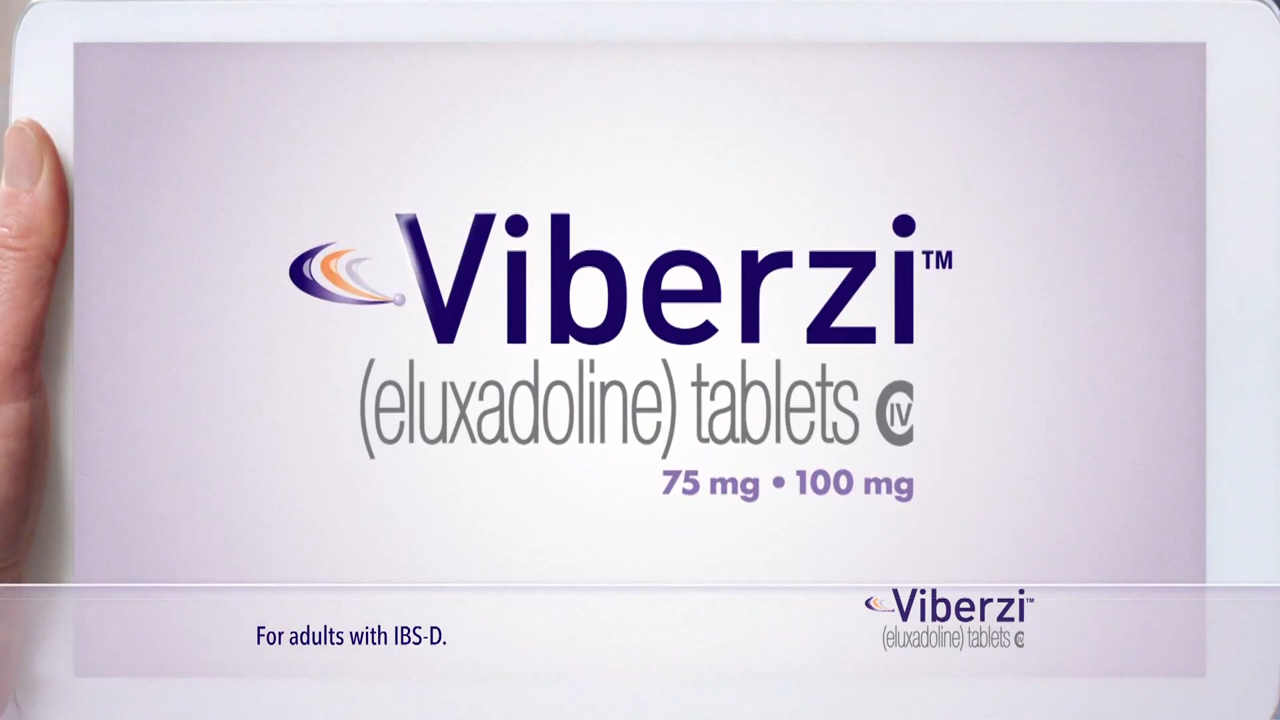 Viberzi™
(eluxadoline) tablets CIV
75 mg • 100 mg
For adults with IBS-D.
Viberzi™
(eluxadoline) tablets CIV